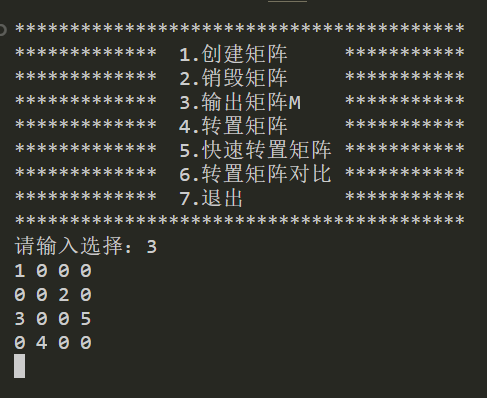 *****************************************
************* 1.创建矩阵 ***********
************* 2.销毁矩阵 ***********
************* 3.输出矩阵M ***********
************* 4.转置矩阵 ***********
************* 5.快速转置矩阵 ***********
************* 6.转置矩阵对比 ***********
************* 7.退出 ***********
*****************************************
请输入选择: 3
1 0 0 0
0 0 2 0
3 0 0 5
0 4 0 0